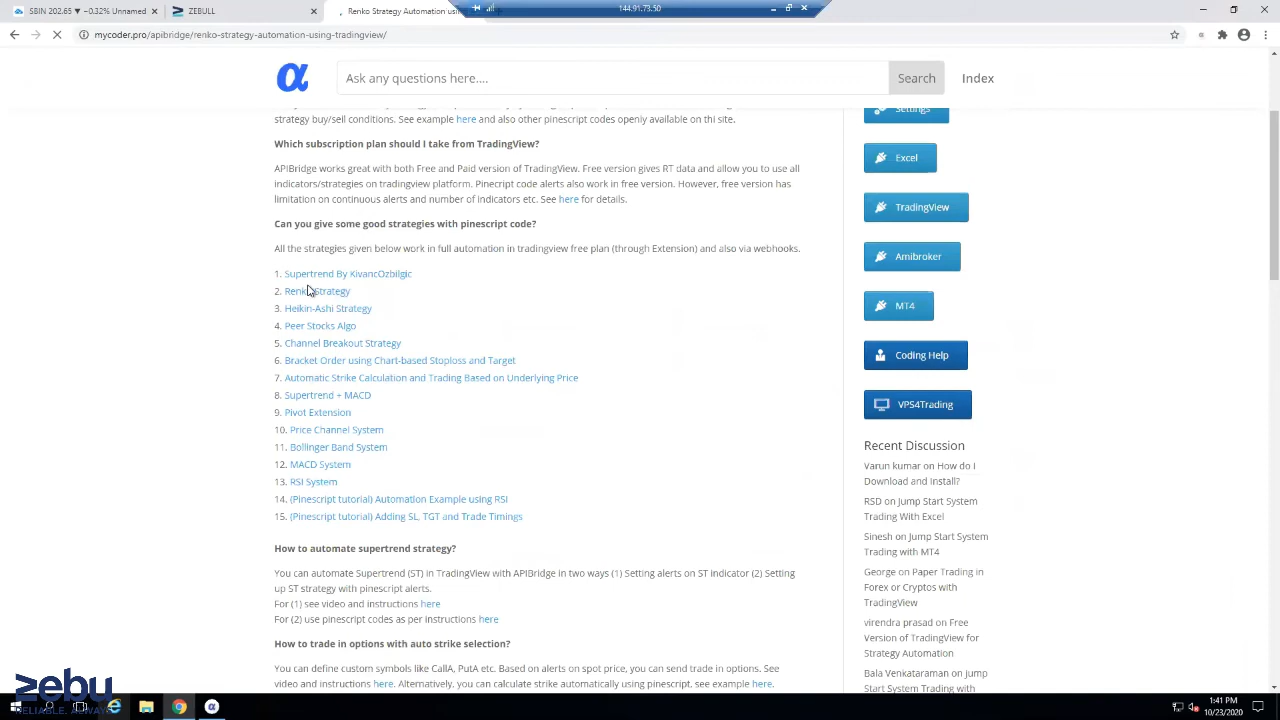 SBIN 202.65 ▼ −0.32% Unnamed
ZEBULL
Renko Strategy Automation using
144.91.73.50
mycoder.pro/apibridge/renko-strategy-automation-using-tradingview/
α
Ask any questions here....
Search
Index
strategy buy/sell conditions. See example here and also other pinescript codes openly available on thi site.
Which subscription plan should I take from TradingView?
APIBridge works great with both Free and Paid version of TradingView. Free version gives RT data and allow you to use all
indicators/strategies on tradingview platform. Pinecript code alerts also work in free version. However, free version has
limitation on continuous alerts and number of indicators etc. See here for details.
Can you give some good strategies with pinescript code?
All the strategies given below work in full automation in tradingview free plan (through Extension) and also via webhooks.
1. Supertrend By KivancOzbilgic
2. Renko Strategy
3. Heikin-Ashi Strategy
4. Peer Stocks Algo
5. Channel Breakout Strategy
6. Bracket Order using Chart-based Stoploss and Target
7. Automatic Strike Calculation and Trading Based on Underlying Price
8. Supertrend + MACD
9. Pivot Extension
10. Price Channel System
11. Bollinger Band System
12. MACD System
13. RSI System
14. (Pinescript tutorial) Automation Example using RSI
15. (Pinescript tutorial) Adding SL, TGT and Trade Timings
How to automate supertrend strategy?
You can automate Supertrend (ST) in TradingView with APIBridge in two ways (1) Setting alerts on ST indicator (2) Setting
up ST strategy with pinescript alerts.
For (1) see video and instructions here
For (2) use pinescript codes as per instructions here
How to trade in options with auto strike selection?
You can define custom symbols like CallA, PutA etc. Based on alerts on spot price, you can send trade in options. See
video and instructions here. Alternatively, you can calculate strike automatically using pinescript, see example here.
Settings
Excel
TradingView
Amibroker
MT4
Coding Help
VPS4Trading
Recent Discussion
Varun kumar on How do I
Download and Install?
RSD on Jump Start System
Trading With Excel
Sinesh on Jump Start System
Trading with MT4
George on Paper Trading in
Forex or Cryptos with
TradingView
virendra prasad on Free
Version of TradingView for
Strategy Automation
Bala Venkataraman on Jump
Start System Trading with
zebu
RELIABLE. ALWAYS
1:41 PM
10/23/2020